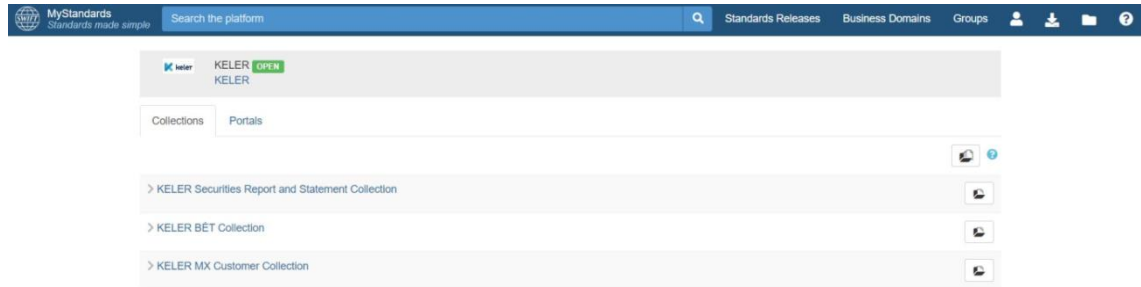 SWIFT
MyStandards
Standards made simple
Search the platform
Standards Releases
Business Domains
Groups
keler
KELER OPEN
KELER
Collections
Portals
KELER Securities Report and Statement Collection
KELER BÉT Collection
KELER MX Customer Collection